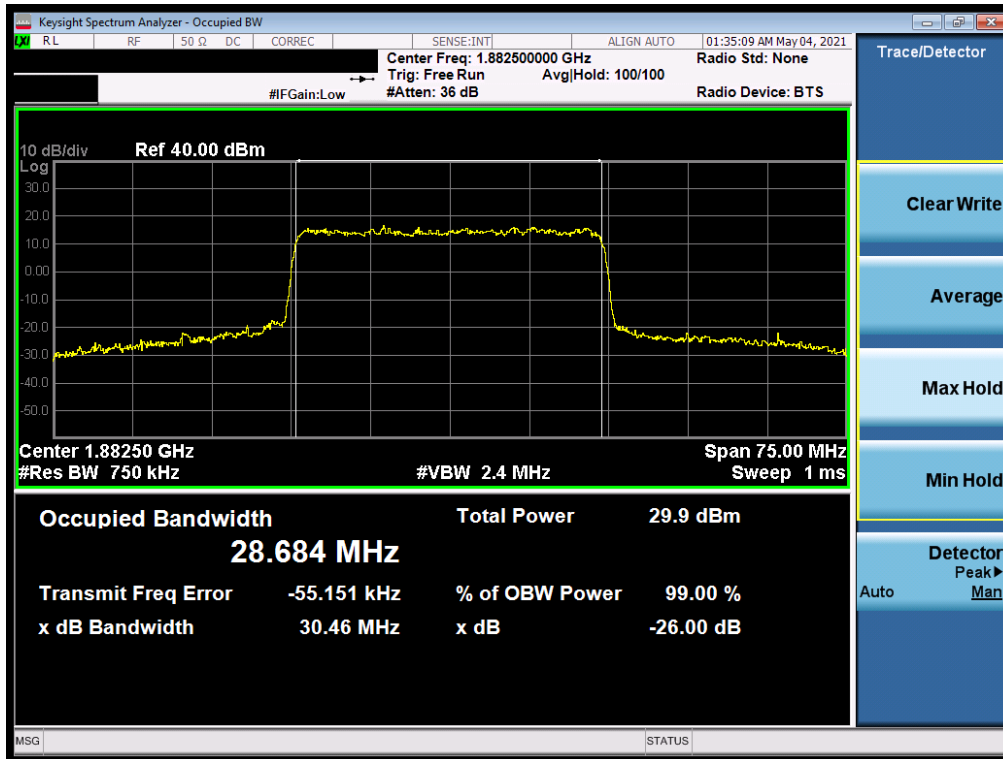 Keysight Spectrum Analyzer - Occupied BW
LXI RL RF 50 Ω DC CORREC SENSE:INT ALIGN AUTO 01:35:09 AM May 04, 2021
Center Freq: 1.882500000 GHz Radio Std: None
Trig: Free Run Avg|Hold: 100/100
#IFGain:Low #Atten: 36 dB Radio Device: BTS
10 dB/div Ref 40.00 dBm
Log
30.0
20.0
10.0
0.00
-10.0
-20.0
-30.0
-40.0
-50.0
Center 1.88250 GHz Span 75.00 MHz
#Res BW 750 kHz #VBW 2.4 MHz Sweep 1 ms
Occupied Bandwidth Total Power 29.9 dBm
28.684 MHz
Transmit Freq Error -55.151 kHz % of OBW Power 99.00 %
x dB Bandwidth 30.46 MHz x dB -26.00 dB
Trace/Detector
Clear Write
Average
Max Hold
Min Hold
Detector
Peak▶
Auto Man
MSG STATUS